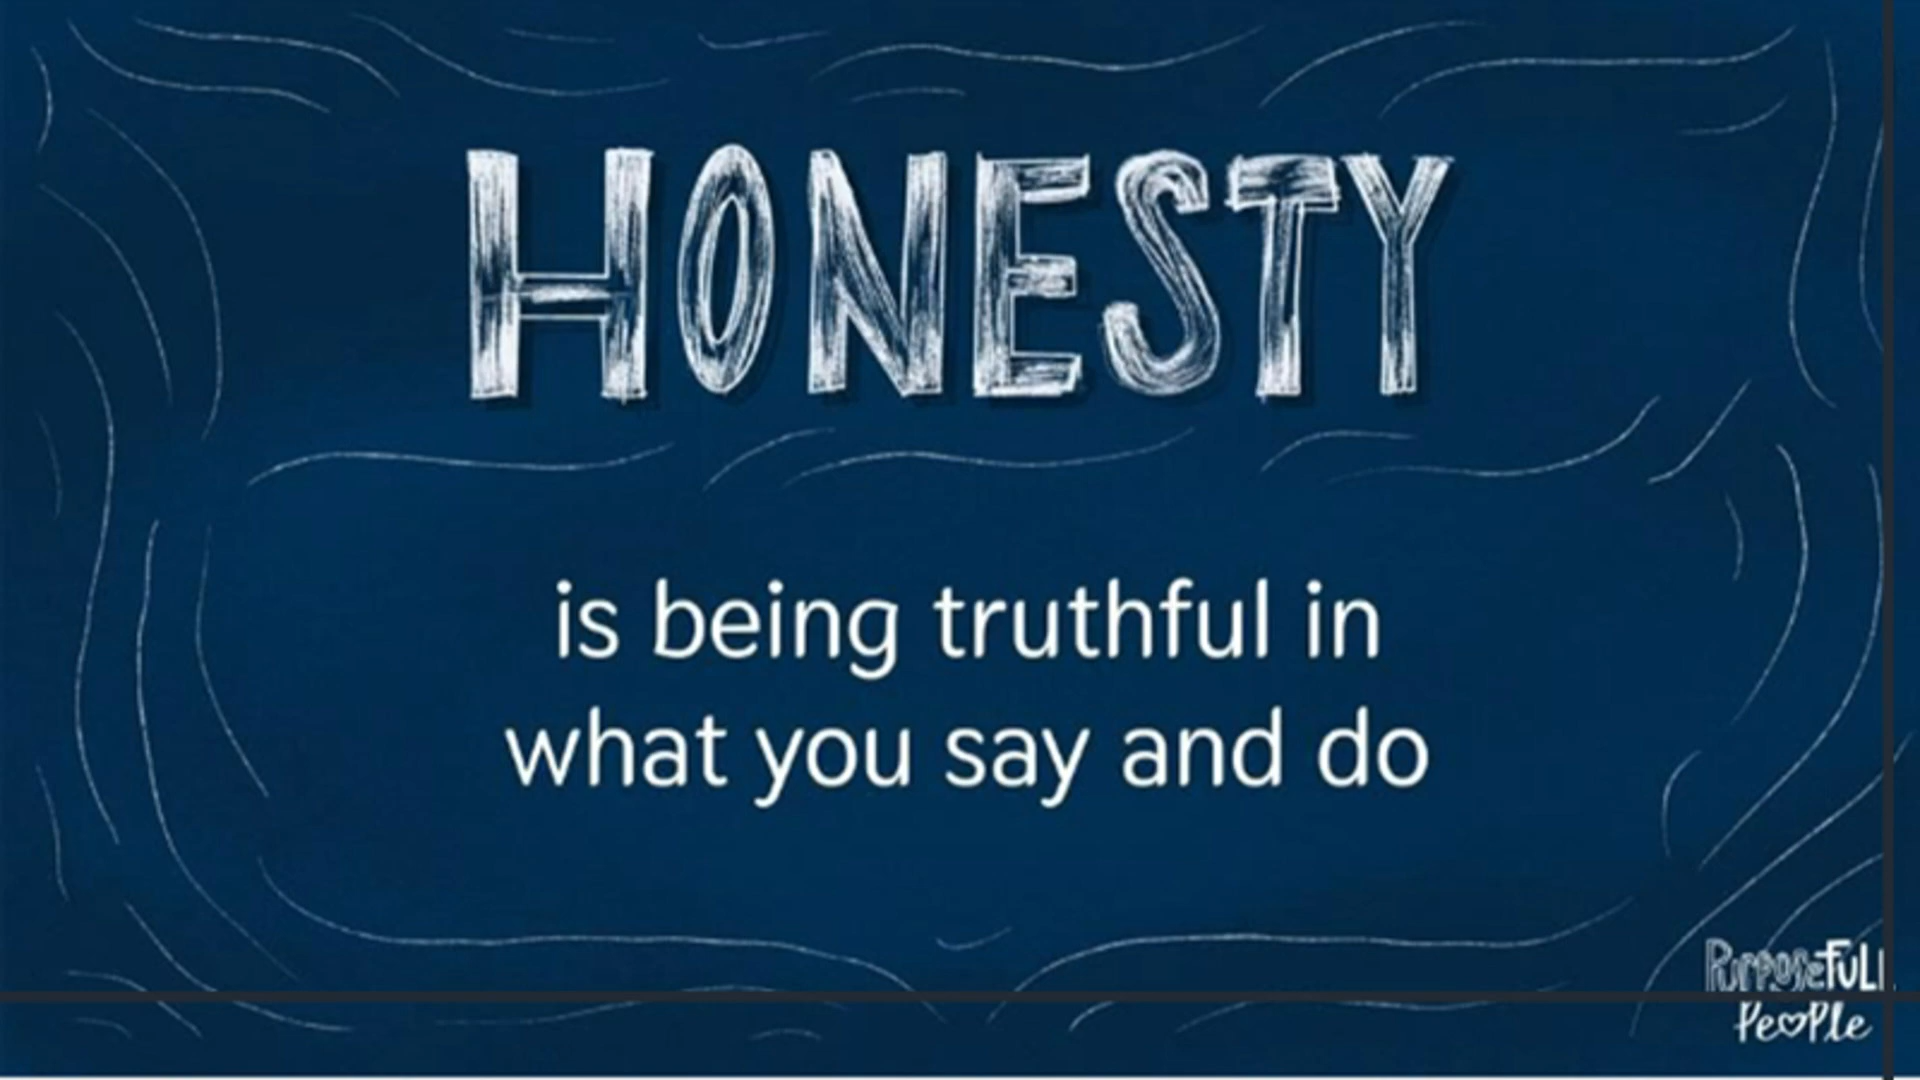 HONESTY
is being truthful in
what you say and do
PurposeFULL
PeoPle